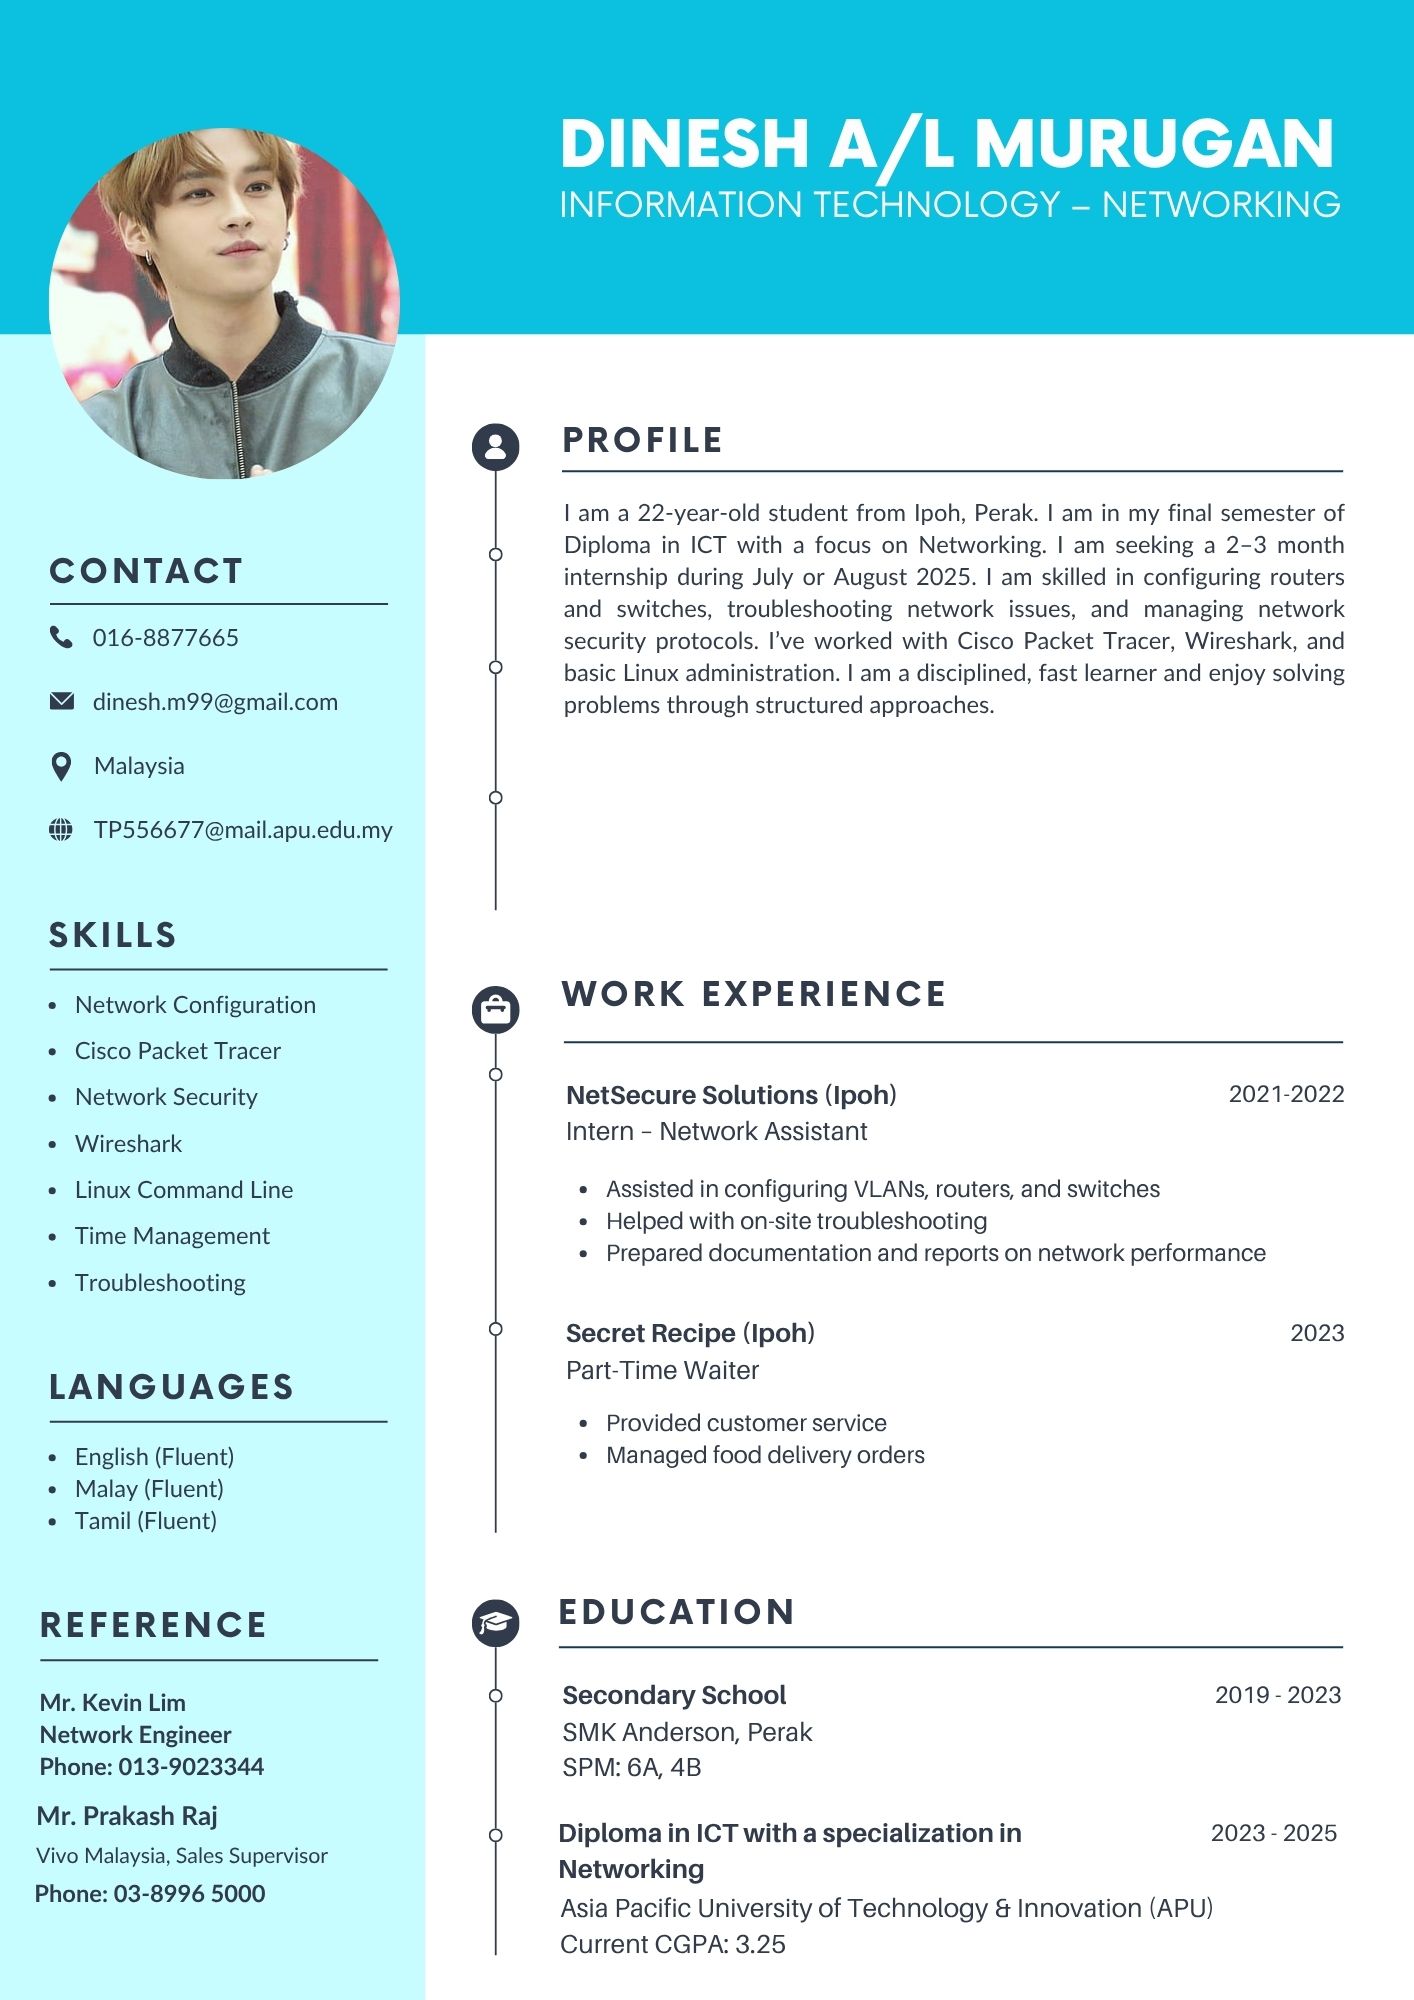 DINESH A/L MURUGAN
INFORMATION TECHNOLOGY – NETWORKING
CONTACT
016-8877665
dinesh.m99@gmail.com
Malaysia
TP556677@mail.apu.edu.my
SKILLS
• Network Configuration
• Cisco Packet Tracer
• Network Security
• Wireshark
• Linux Command Line
• Time Management
• Troubleshooting
LANGUAGES
• English (Fluent)
• Malay (Fluent)
• Tamil (Fluent)
REFERENCE
Mr. Kevin Lim
Network Engineer
Phone: 013-9023344
Mr. Prakash Raj
Vivo Malaysia, Sales Supervisor
Phone: 03-8996 5000
PROFILE
I am a 22-year-old student from Ipoh, Perak. I am in my final semester of
Diploma in ICT with a focus on Networking. I am seeking a 2–3 month
internship during July or August 2025. I am skilled in configuring routers
and switches, troubleshooting network issues, and managing network
security protocols. I’ve worked with Cisco Packet Tracer, Wireshark, and
basic Linux administration. I am a disciplined, fast learner and enjoy solving
problems through structured approaches.
WORK EXPERIENCE
NetSecure Solutions (Ipoh) 2021-2022
Intern – Network Assistant
• Assisted in configuring VLANs, routers, and switches
• Helped with on-site troubleshooting
• Prepared documentation and reports on network performance
Secret Recipe (Ipoh) 2023
Part-Time Waiter
• Provided customer service
• Managed food delivery orders
EDUCATION
Secondary School 2019 - 2023
SMK Anderson, Perak
SPM: 6A, 4B
Diploma in ICT with a specialization in 2023 - 2025
Networking
Asia Pacific University of Technology & Innovation (APU)
Current CGPA: 3.25